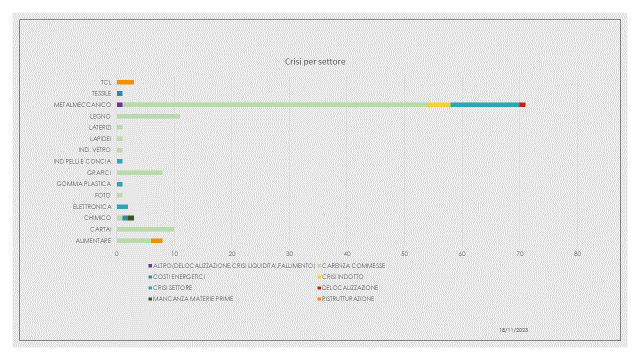 Crisi per settore
TCL
TESSILE
METALMECCANICO
LEGNO
LATERIZI
LAPIDEI
IND. VETRO
IND PELLI E CONCIA
GRAFICI
GOMMA PLASTICA
FOTO
ELETTRONICA
CHIMICO
CARTAI
ALIMENTARE
0 10 20 30 40 50 60 70 80
ALTRO(DELOCALIZZAZIONE,CRISI LIQUIDITA',FALLIMENTO) CARENZA COMMESSE
COSTI ENERGETICI CRISI INDOTTO
CRISI SETTORE DELOCALIZZAZIONE
MANCANZA MATERIE PRIME RISTRUTTURAZIONE
15/11/2023